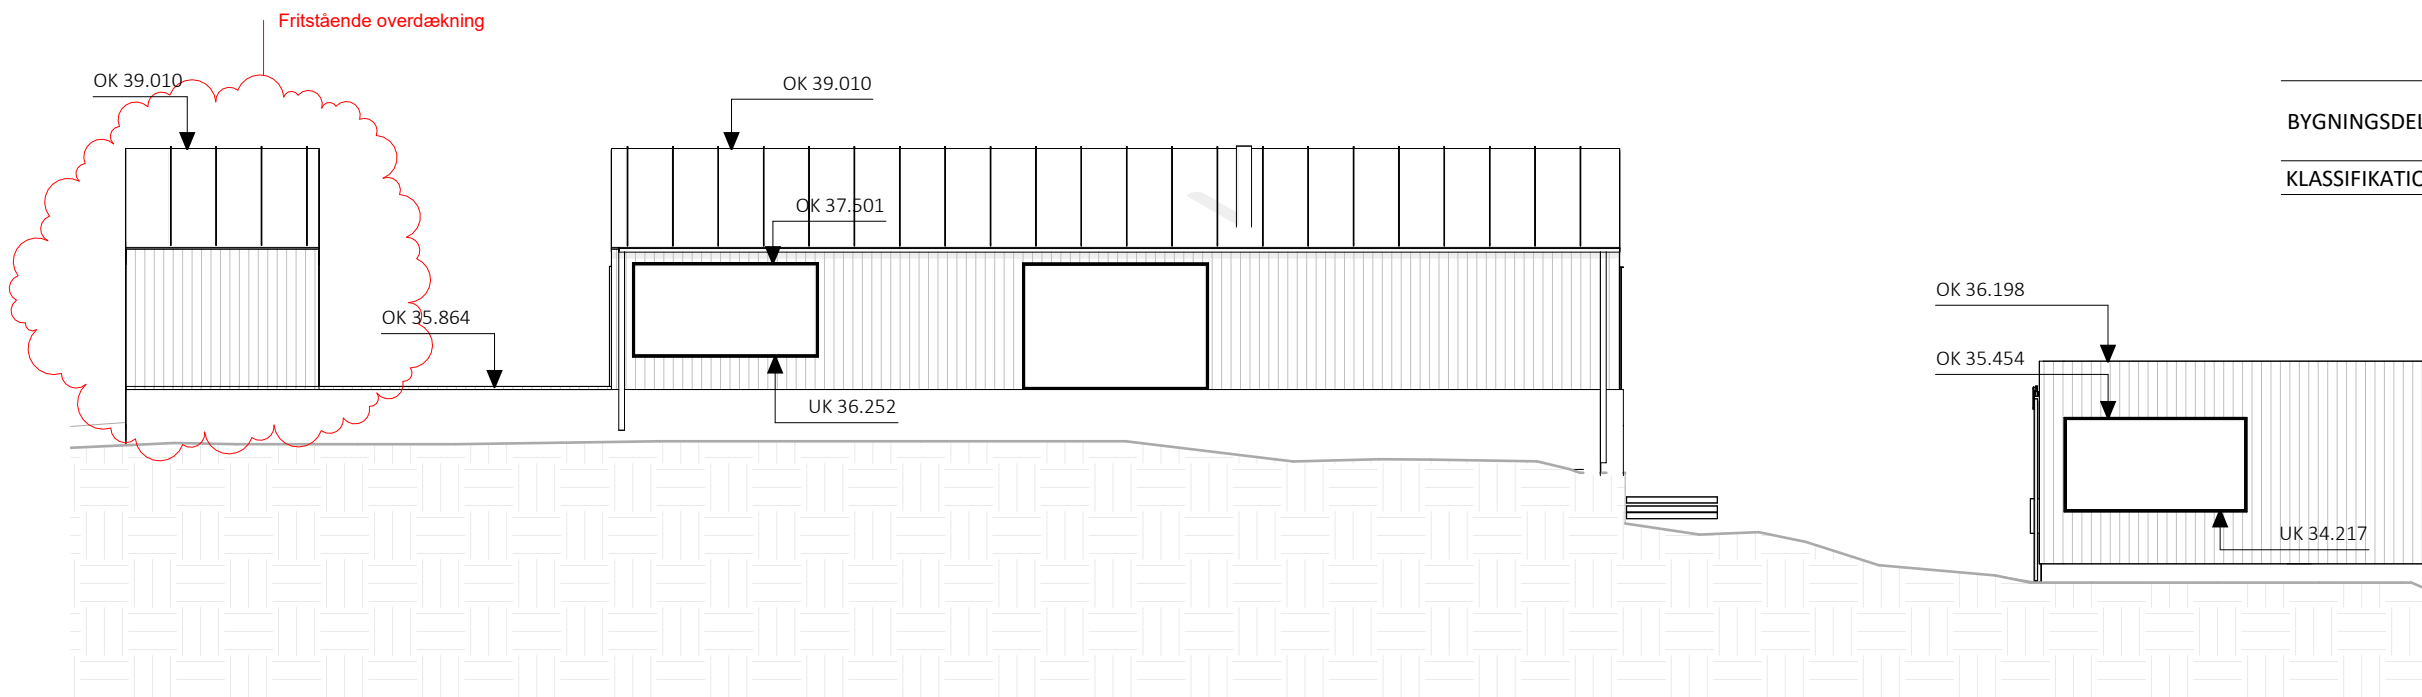 Fritstående overdækning
OK 39.010
OK 39.010
BYGNINGSDEL
KLASSIFIKATIO
OK 37.501
OK 35.864
UK 36.252
OK 36.198
OK 35.454
UK 34.217